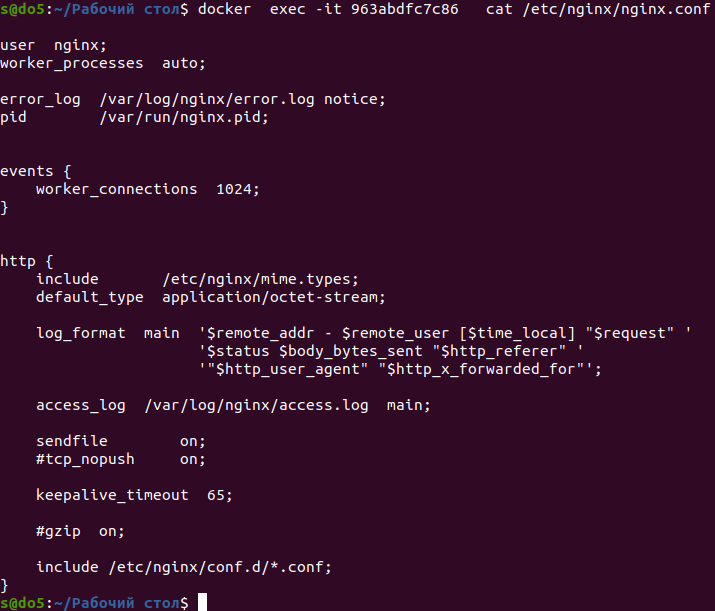 s@do5:~/Рабочий стол$ docker  exec -it 963abdfc7c86   cat /etc/nginx/nginx.conf
user  nginx;
worker_processes  auto;
error_log  /var/log/nginx/error.log notice;
pid        /var/run/nginx.pid;
events {
    worker_connections  1024;
}
http {
    include       /etc/nginx/mime.types;
    default_type  application/octet-stream;
    log_format  main  '$remote_addr - $remote_user [$time_local] "$request" '
                      '$status $body_bytes_sent "$http_referer" '
                      '"$http_user_agent" "$http_x_forwarded_for"';
    access_log  /var/log/nginx/access.log  main;
    sendfile        on;
    #tcp_nopush     on;
    keepalive_timeout  65;
    #gzip  on;
    include /etc/nginx/conf.d/*.conf;
}
s@do5:~/Рабочий стол$